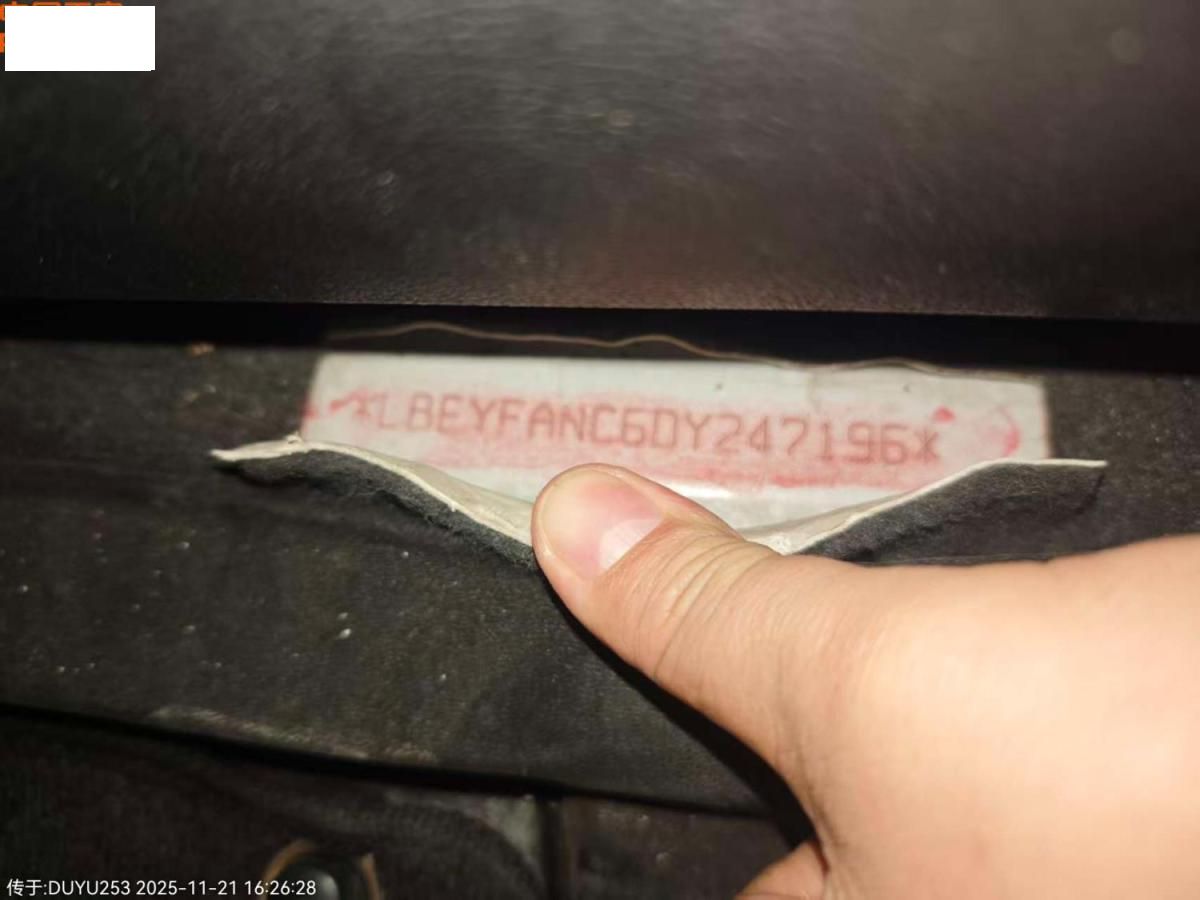 *LBEYFANC6DY247196*
传于:DUYU253 2025-11-21 16:26:28